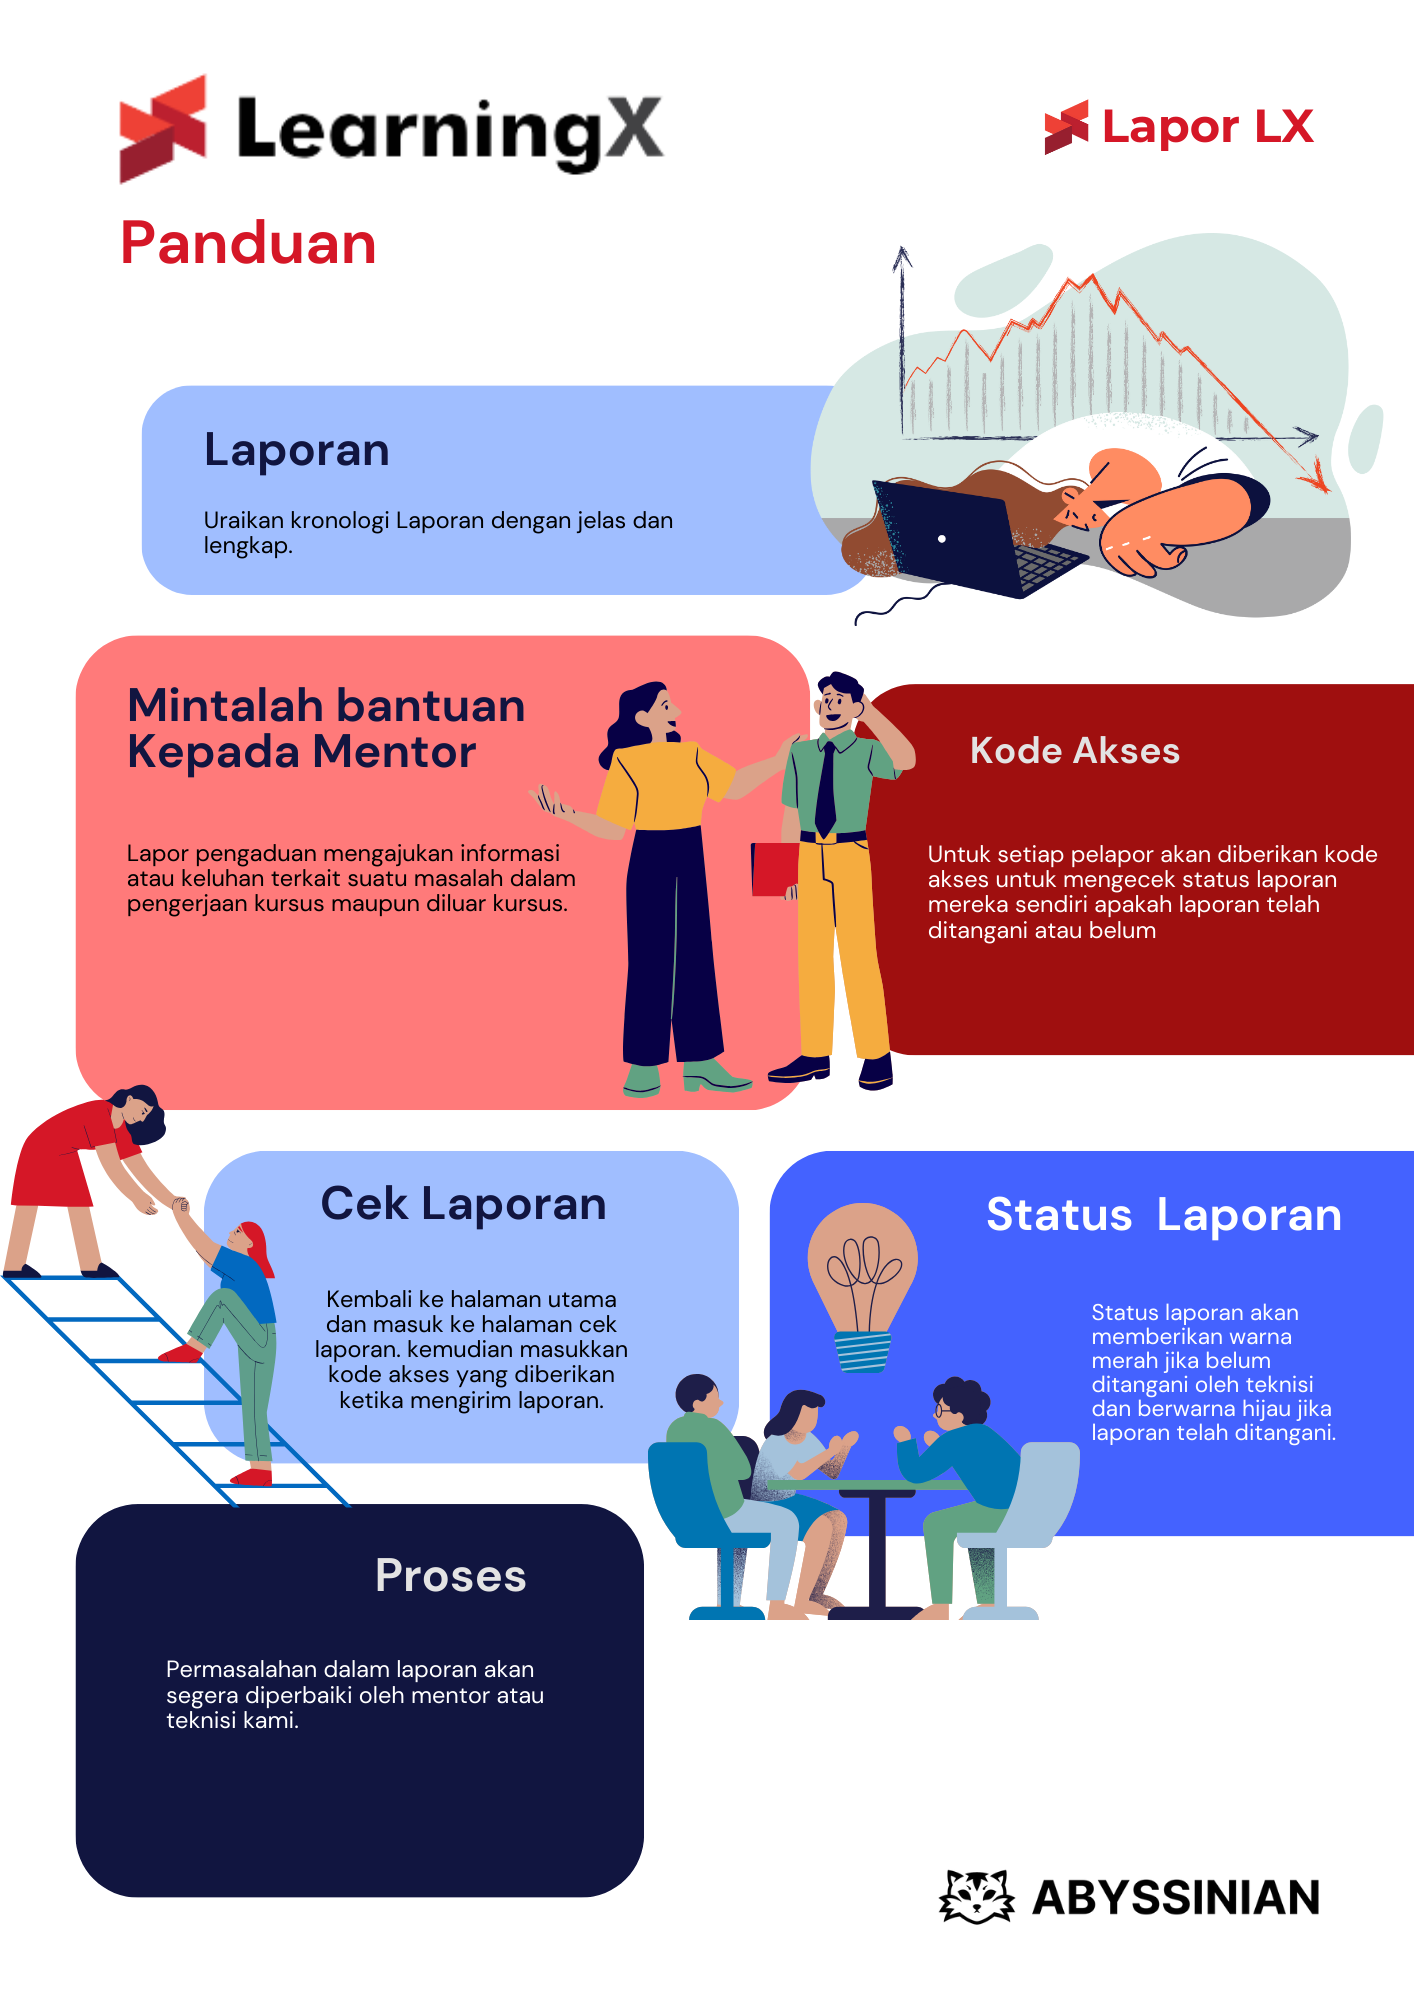 LearningX
Lapor LX
Panduan
Laporan
Uraikan kronologi Laporan dengan jelas dan
lengkap.
Mintalah bantuan
Kepada Mentor
Lapor pengaduan mengajukan informasi
atau keluhan terkait suatu masalah dalam
pengerjaan kursus maupun diluar kursus.
Kode Akses
Untuk setiap pelapor akan diberikan kode
akses untuk mengecek status laporan
mereka sendiri apakah laporan telah
ditangani atau belum
Cek Laporan
Kembali ke halaman utama
dan masuk ke halaman cek
laporan. kemudian masukkan
kode akses yang diberikan
ketika mengirim laporan.
Status Laporan
Status laporan akan
memberikan warna
merah jika belum
ditangani oleh teknisi
dan berwarna hijau jika
laporan telah ditangani.
Proses
Permasalahan dalam laporan akan
segera diperbaiki oleh mentor atau
teknisi kami.
ABYSSINIAN